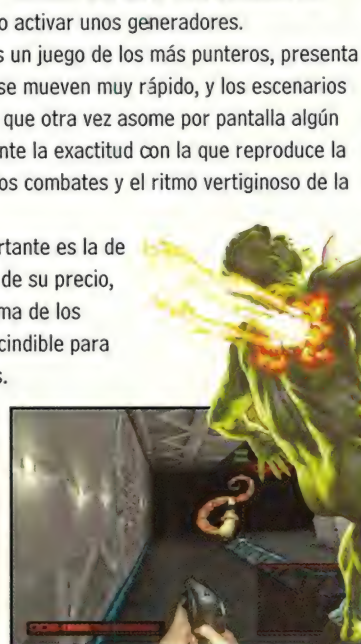 o activar unos generadores.
s un juego de los más punteros, presenta
se mueven muy rápido, y los escenarios
que otra vez asome por pantalla algún
nte la exactitud con la que reproduce la
os combates y el ritmo vertiginoso de la
rtante es la de
de su precio,
ma de los
cindible para
s.